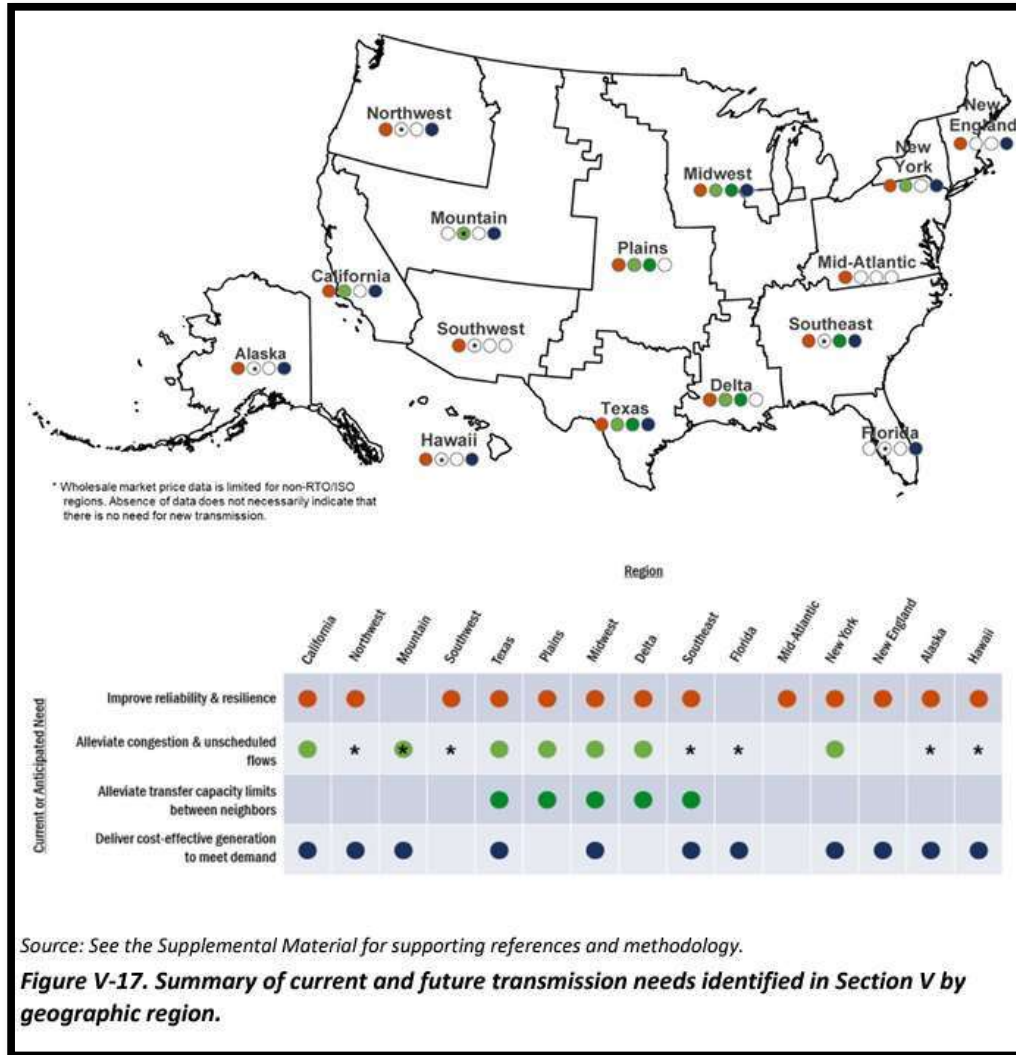 New
England
Northwest
New
York
Midwest
Mountain
Plains
Mid-Atlantic
California
Southwest
Southeast
Alaska
Delta
Texas
Florida
Hawaii
* Wholesale market price data is limited for non-RTO/ISO
regions. Absence of data does not necessarily indicate that
there is no need for new transmission.
Region
California
Northwest
Mountain
Southwest
Texas
Plains
Midwest
Delta
Southeast
Florida
Mid-Atlantic
New York
New England
Alaska
Hawaii
Current or Anticipated Need
Improve reliability & resilience
Alleviate congestion & unscheduled
flows
* * * * * * *
Alleviate transfer capacity limits
between neighbors
Deliver cost-effective generation
to meet demand
Source: See the Supplemental Material for supporting references and methodology.
Figure V-17. Summary of current and future transmission needs identified in Section V by
geographic region.